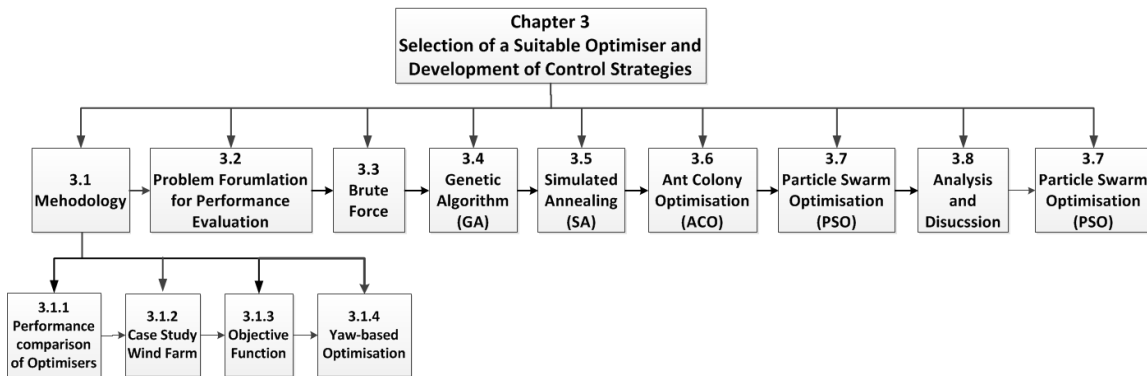 Chapter 3
Selection of a Suitable Optimiser and
Development of Control Strategies
3.1
Mehodology
3.2
Problem Forumlation
for Performance
Evaluation
3.3
Brute
Force
3.4
Genetic
Algorithm
(GA)
3.5
Simulated
Annealing
(SA)
3.6
Ant Colony
Optimisation
(ACO)
3.7
Particle Swarm
Optimisation
(PSO)
3.8
Analysis
and
Disucssion
3.7
Particle Swarm
Optimisation
(PSO)
3.1.1
Performance
comparison
of Optimisers
3.1.2
Case Study
Wind Farm
3.1.3
Objective
Function
3.1.4
Yaw-based
Optimisation